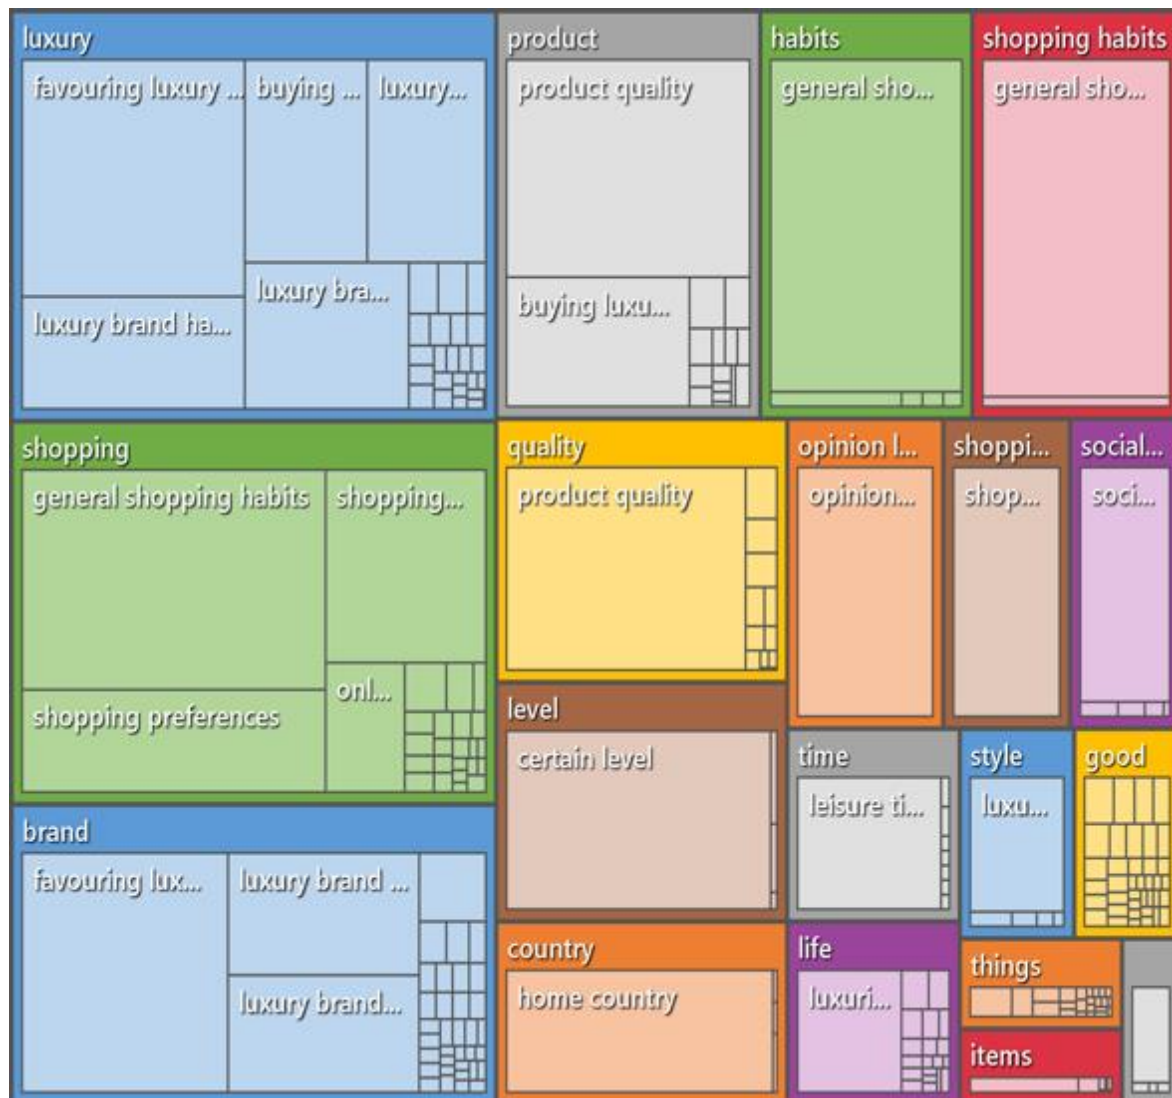 luxury
favouring luxury ...
buying ...
luxury...
luxury brand ha...
luxury bra...
product
product quality
buying luxu...
habits
general sho...
shopping habits
general sho...
shopping
general shopping habits
shopping...
shopping preferences
onl...
quality
product quality
opinion l...
opinion...
shoppi...
shop...
social...
soci...
level
certain level
time
leisure ti...
style
luxu...
good
brand
favouring lux...
luxury brand ...
luxury brand...
country
home country
life
luxuri...
things
items